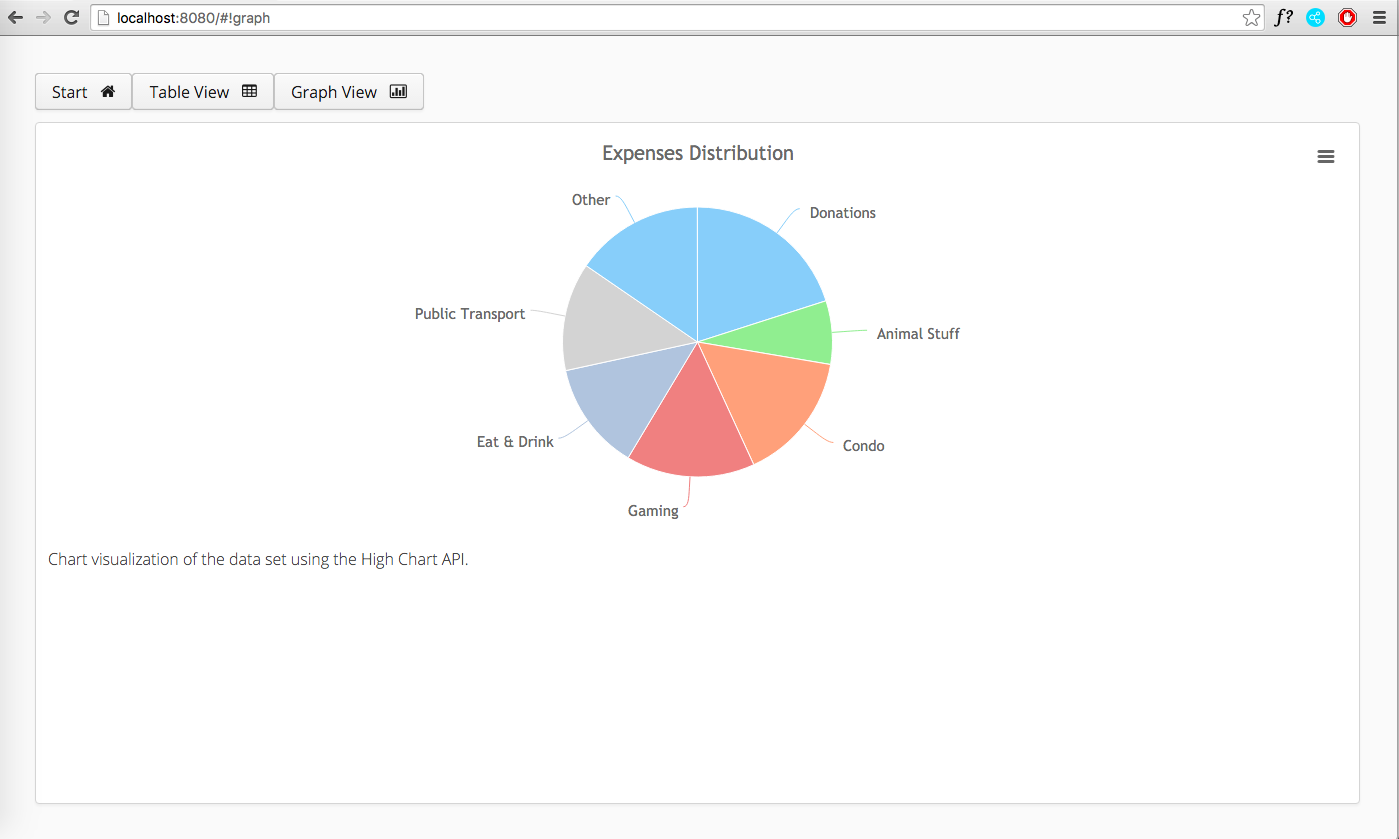 localhost:8080/#!graph
f?
Start
Table View
Graph View
Expenses Distribution
Other
Donations
Public Transport
Animal Stuff
Eat & Drink
Condo
Gaming
Chart visualization of the data set using the High Chart API.